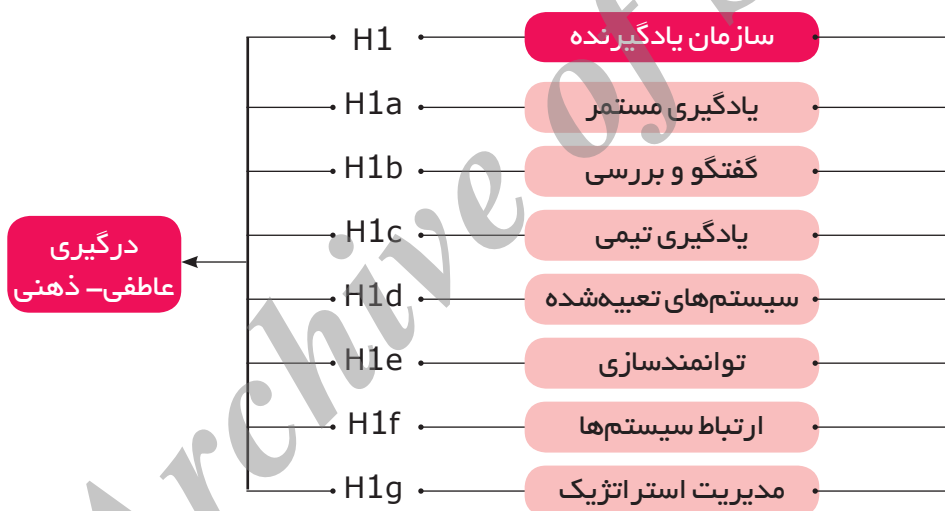 سازمان یادگیرنده H1
یادگیری مستمر H1a
گفتگو و بررسی H1b
یادگیری تیمی H1c
سیستم‌های تعبیه‌شده H1d
توانمندسازی H1e
ارتباط سیستم‌ها H1f
مدیریت استراتژیک H1g
درگیری
عاطفی- ذهنی
Archive of